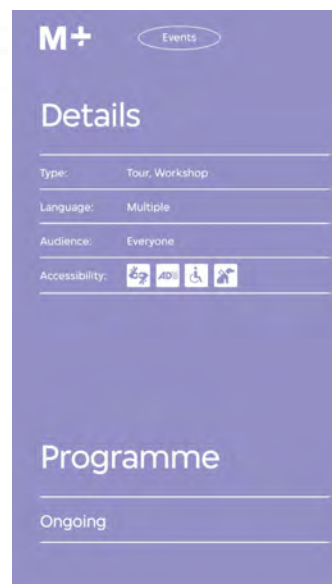 M+ Events
Details
Type: Tour, Workshop
Language: Multiple
Audience: Everyone
Accessibility: AD
Programme
Ongoing